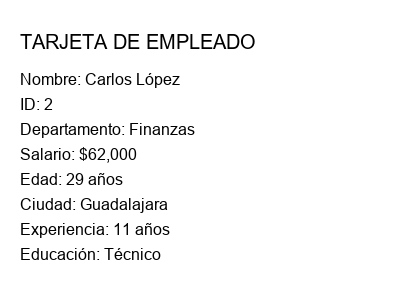 TARJETA DE EMPLEADO
Nombre: Carlos López
ID: 2
Departamento: Finanzas
Salario: $62,000
Edad: 29 años
Ciudad: Guadalajara
Experiencia: 11 años
Educación: Técnico